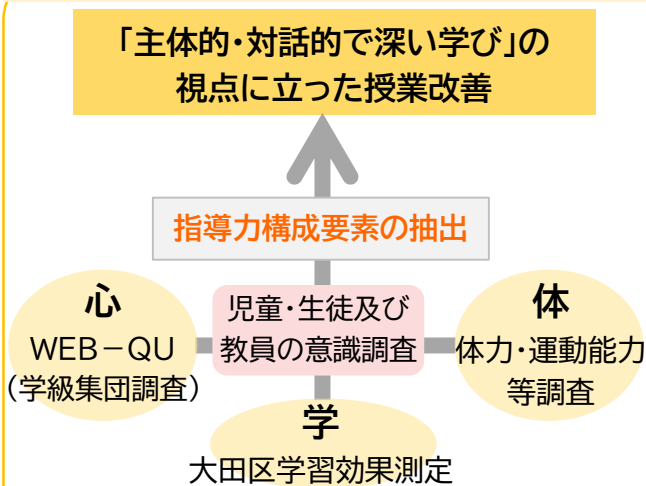 「主体的・対話的で深い学び」の
視点に立った授業改善
指導力構成要素の抽出
心
WEB－QU
（学級集団調査）
児童・生徒及び
教員の意識調査
体
体力・運動能力
等調査
学
大田区学習効果測定